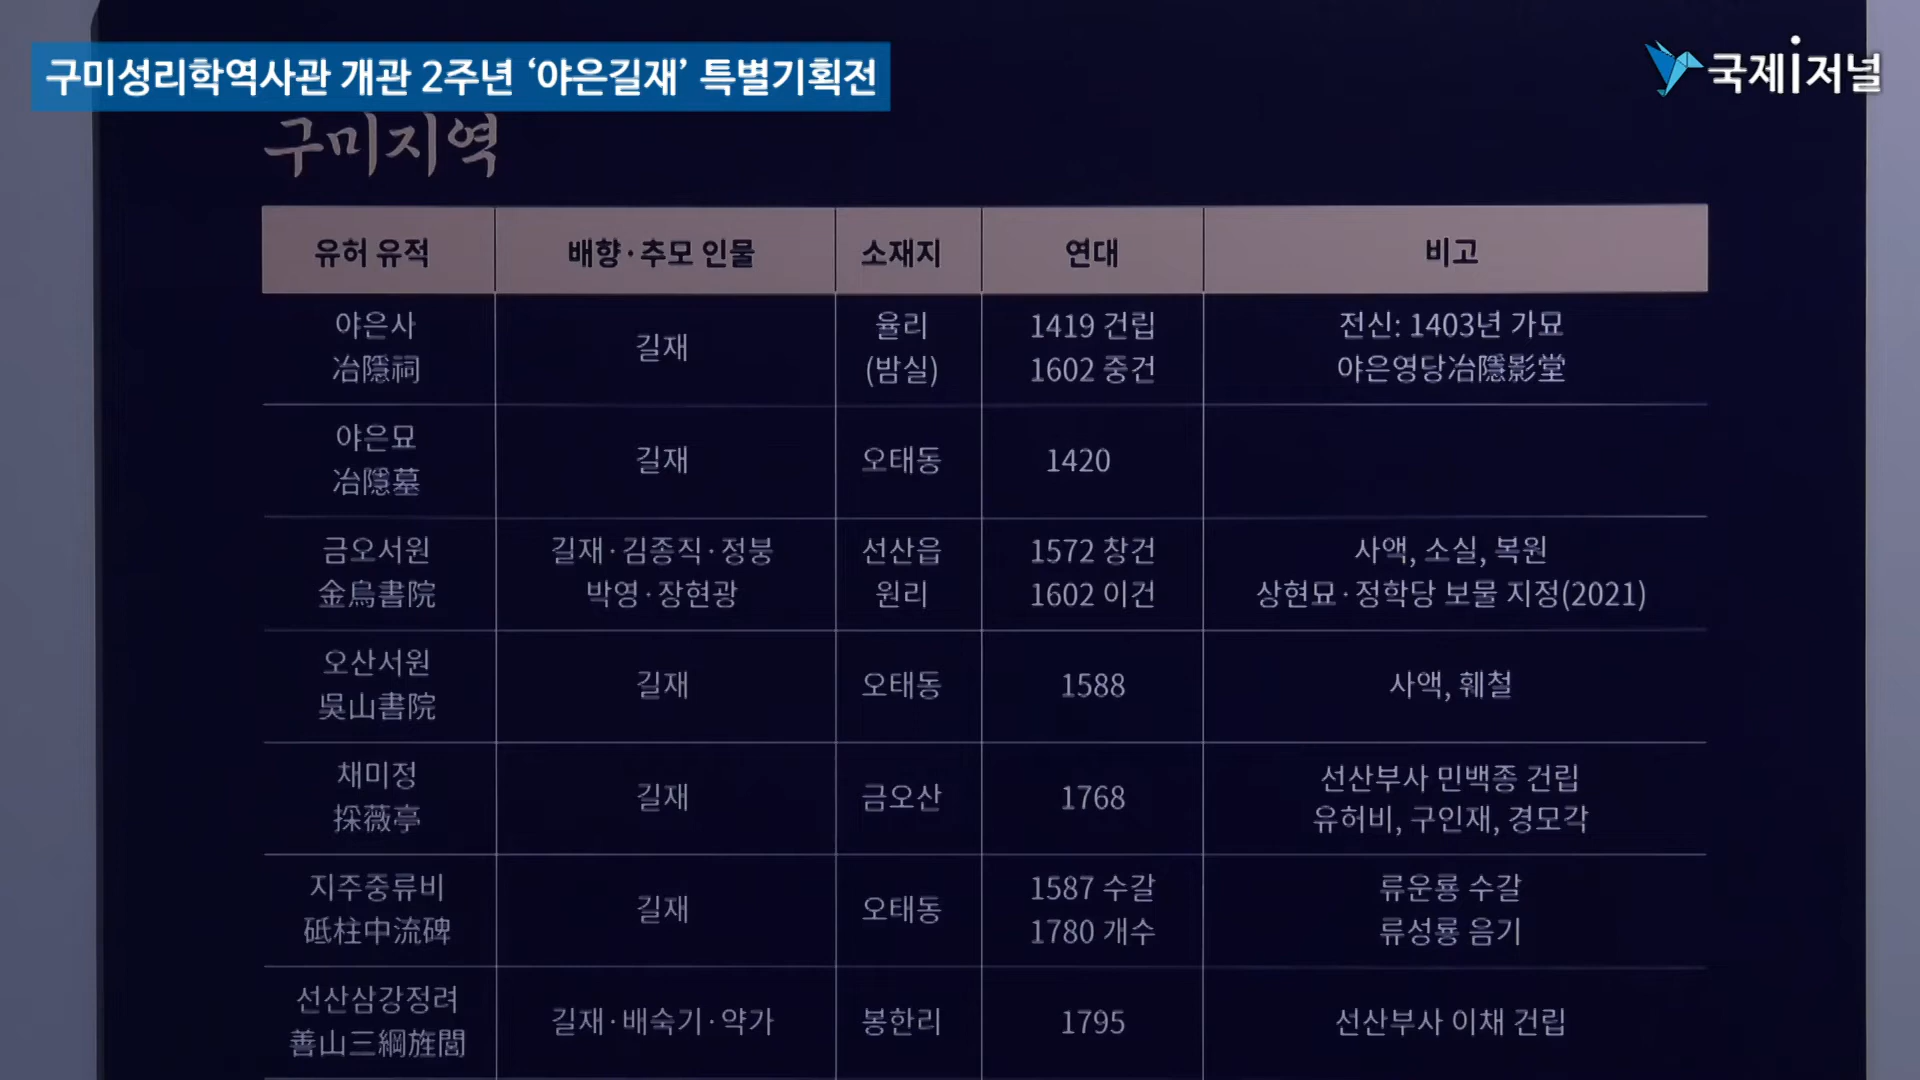 구미성리학역사관 개관 2주년 ‘야은길재’ 특별기획전
국제i저널
구미지역
유허 유적 배향·추모 인물 소재지 연대 비고
야은사
冶隱祠
길재
율리
(밤실)
1419 건립
1602 중건
전신: 1403년 가묘
야은영당冶隱影堂
야은묘
冶隱墓
길재
오태동
1420
금오서원
金烏書院
길재·김종직·정붕
박영·장현광
선산읍
원리
1572 창건
1602 이건
사액, 소실, 복원
상현묘·정학당 보물 지정(2021)
오산서원
吳山書院
길재
오태동
1588
사액, 훼철
채미정
採薇亭
길재
금오산
1768
선산부사 민백종 건립
유허비, 구인재, 경모각
지주중류비
砥柱中流碑
길재
오태동
1587 수갈
1780 개수
류운룡 수갈
류성룡 음기
선산삼강정려
善山三綱旌閭
길재·배숙기·약가
봉한리
1795
선산부사 이채 건립